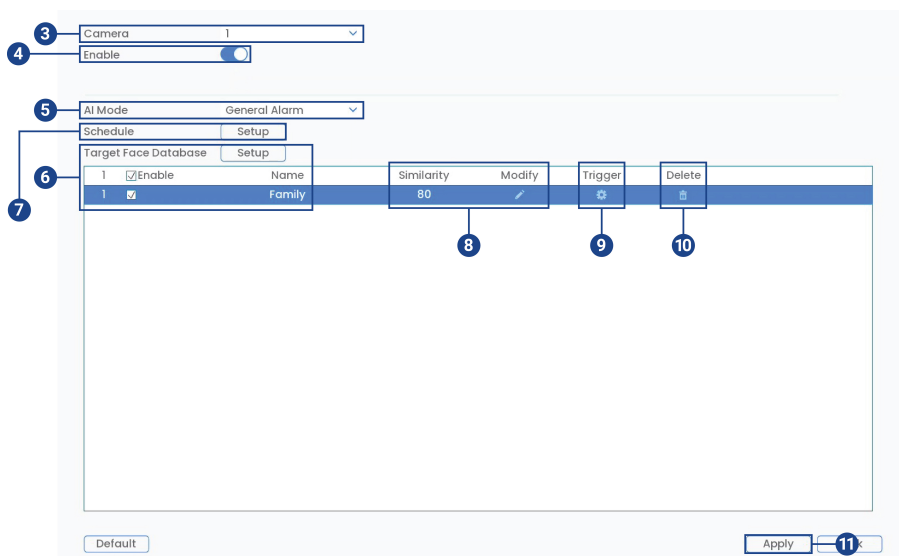 3 Camera 1
4 Enable
5 AI Mode General Alarm
7 Schedule Setup
6 Target Face Database Setup
1 Enable Name Similarity Modify Trigger Delete
1 Family 80
8 9 10
Default Apply 11